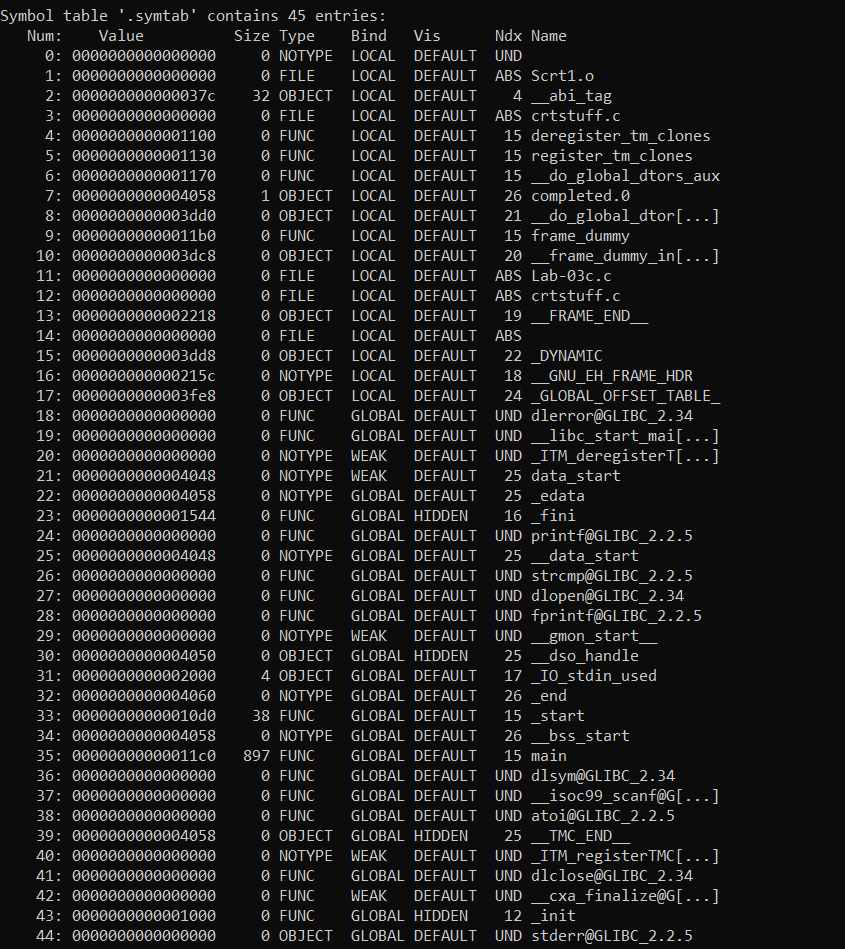 Symbol table '.symtab' contains 45 entries:
   Num:    Value          Size Type    Bind   Vis      Ndx Name
     0: 0000000000000000     0 NOTYPE  LOCAL  DEFAULT  UND
     1: 0000000000000000     0 FILE    LOCAL  DEFAULT  ABS Scrt1.o
     2: 000000000000037c    32 OBJECT  LOCAL  DEFAULT    4 __abi_tag
     3: 0000000000000000     0 FILE    LOCAL  DEFAULT  ABS crtstuff.c
     4: 0000000000001100     0 FUNC    LOCAL  DEFAULT   15 deregister_tm_clones
     5: 0000000000001130     0 FUNC    LOCAL  DEFAULT   15 register_tm_clones
     6: 0000000000001170     0 FUNC    LOCAL  DEFAULT   15 __do_global_dtors_aux
     7: 0000000000004058     1 OBJECT  LOCAL  DEFAULT   26 completed.0
     8: 0000000000003dd0     0 OBJECT  LOCAL  DEFAULT   21 __do_global_dtor[...]
     9: 00000000000011b0     0 FUNC    LOCAL  DEFAULT   15 frame_dummy
    10: 0000000000003dc8     0 OBJECT  LOCAL  DEFAULT   20 __frame_dummy_in[...]
    11: 0000000000000000     0 FILE    LOCAL  DEFAULT  ABS Lab-03c.c
    12: 0000000000000000     0 FILE    LOCAL  DEFAULT  ABS crtstuff.c
    13: 0000000000002218     0 OBJECT  LOCAL  DEFAULT   19 __FRAME_END__
    14: 0000000000000000     0 FILE    LOCAL  DEFAULT  ABS
    15: 0000000000003dd8     0 OBJECT  LOCAL  DEFAULT   22 _DYNAMIC
    16: 000000000000215c     0 NOTYPE  LOCAL  DEFAULT   18 __GNU_EH_FRAME_HDR
    17: 0000000000003fe8     0 OBJECT  LOCAL  DEFAULT   24 _GLOBAL_OFFSET_TABLE_
    18: 0000000000000000     0 FUNC    GLOBAL DEFAULT  UND dlerror@GLIBC_2.34
    19: 0000000000000000     0 FUNC    GLOBAL DEFAULT  UND __libc_start_mai[...]
    20: 0000000000000000     0 NOTYPE  WEAK   DEFAULT  UND _ITM_deregisterT[...]
    21: 0000000000004048     0 NOTYPE  WEAK   DEFAULT   25 data_start
    22: 0000000000004058     0 NOTYPE  GLOBAL DEFAULT   25 _edata
    23: 0000000000001544     0 FUNC    GLOBAL HIDDEN    16 _fini
    24: 0000000000000000     0 FUNC    GLOBAL DEFAULT  UND printf@GLIBC_2.2.5
    25: 0000000000004048     0 NOTYPE  GLOBAL DEFAULT   25 __data_start
    26: 0000000000000000     0 FUNC    GLOBAL DEFAULT  UND strcmp@GLIBC_2.2.5
    27: 0000000000000000     0 FUNC    GLOBAL DEFAULT  UND dlopen@GLIBC_2.34
    28: 0000000000000000     0 FUNC    GLOBAL DEFAULT  UND fprintf@GLIBC_2.2.5
    29: 0000000000000000     0 NOTYPE  WEAK   DEFAULT  UND __gmon_start__
    30: 0000000000004050     0 OBJECT  GLOBAL HIDDEN    25 __dso_handle
    31: 0000000000002000     4 OBJECT  GLOBAL DEFAULT   17 _IO_stdin_used
    32: 0000000000004060     0 NOTYPE  GLOBAL DEFAULT   26 _end
    33: 00000000000010d0    38 FUNC    GLOBAL DEFAULT   15 _start
    34: 0000000000004058     0 NOTYPE  GLOBAL DEFAULT   26 __bss_start
    35: 00000000000011c0   897 FUNC    GLOBAL DEFAULT   15 main
    36: 0000000000000000     0 FUNC    GLOBAL DEFAULT  UND dlsym@GLIBC_2.34
    37: 0000000000000000     0 FUNC    GLOBAL DEFAULT  UND __isoc99_scanf@G[...]
    38: 0000000000000000     0 FUNC    GLOBAL DEFAULT  UND atoi@GLIBC_2.2.5
    39: 0000000000004058     0 OBJECT  GLOBAL HIDDEN    25 __TMC_END__
    40: 0000000000000000     0 NOTYPE  WEAK   DEFAULT  UND _ITM_registerTMC[...]
    41: 0000000000000000     0 FUNC    GLOBAL DEFAULT  UND dlclose@GLIBC_2.34
    42: 0000000000000000     0 FUNC    WEAK   DEFAULT  UND __cxa_finalize@G[...]
    43: 0000000000001000     0 FUNC    GLOBAL HIDDEN    12 _init
    44: 0000000000000000     0 OBJECT  GLOBAL DEFAULT  UND stderr@GLIBC_2.2.5